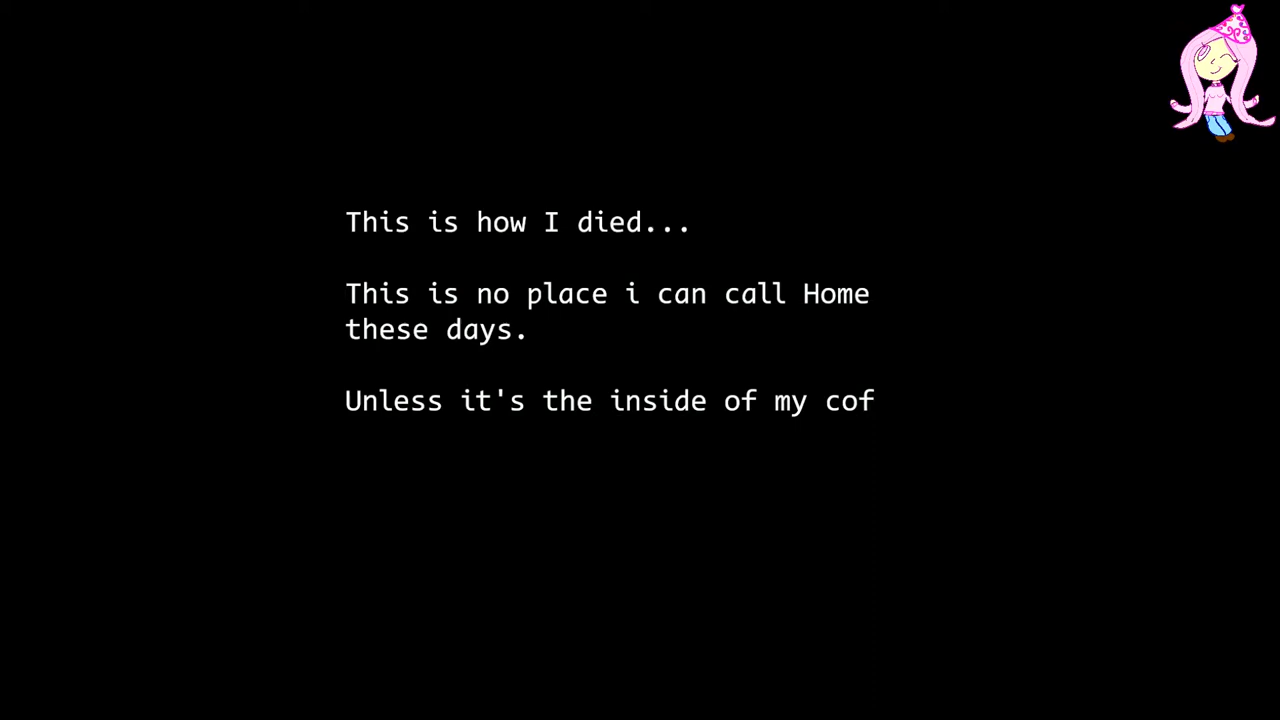 This is how I died...
This is no place i can call Home
these days.
Unless it's the inside of my cof